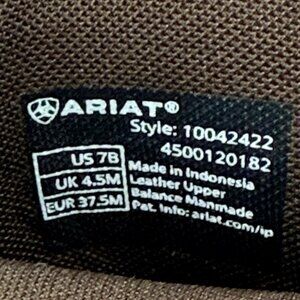 ARIAT®
Style: 10042422
4500120182
US 7B
UK 4.5M
EUR 37.5M
Made in Indonesia
Leather Upper
Balance Manmade
Pat. Info: ariat.com/ip